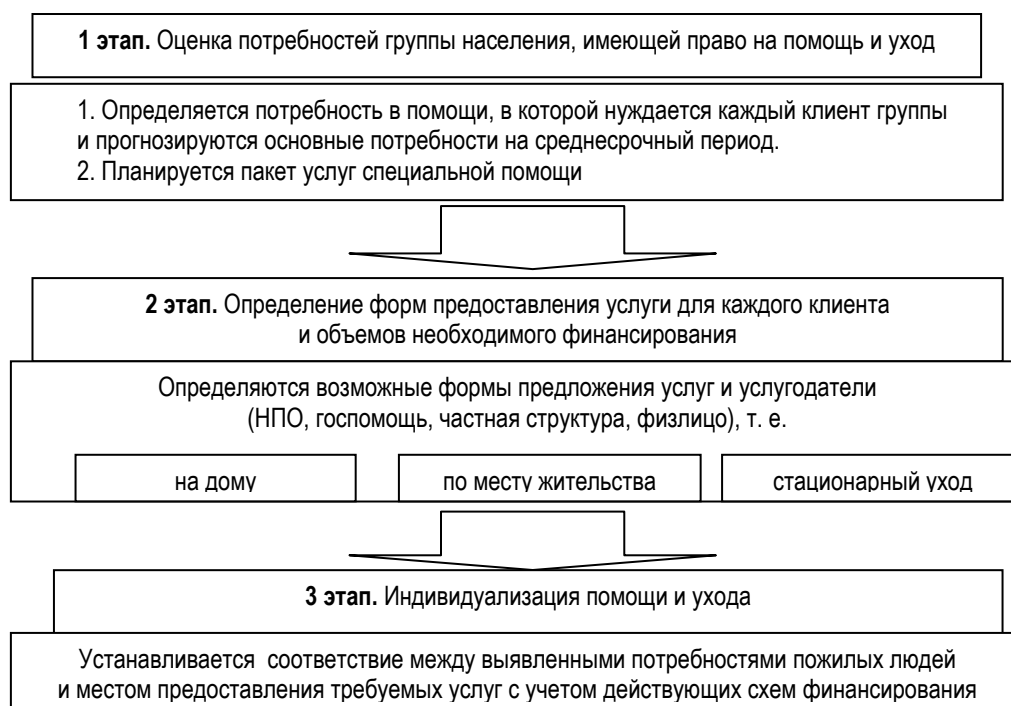 1 этап. Оценка потребностей группы населения, имеющей право на помощь и уход
1. Определяется потребность в помощи, в которой нуждается каждый клиент группы
и прогнозируются основные потребности на среднесрочный период.
2. Планируется пакет услуг специальной помощи
2 этап. Определение форм предоставления услуги для каждого клиента
и объемов необходимого финансирования
Определяются возможные формы предложения услуг и услугодатели
(НПО, госпомощь, частная структура, физлицо), т. е.
на дому
по месту жительства
стационарный уход
3 этап. Индивидуализация помощи и ухода
Устанавливается соответствие между выявленными потребностями пожилых людей
и местом предоставления требуемых услуг с учетом действующих схем финансирования